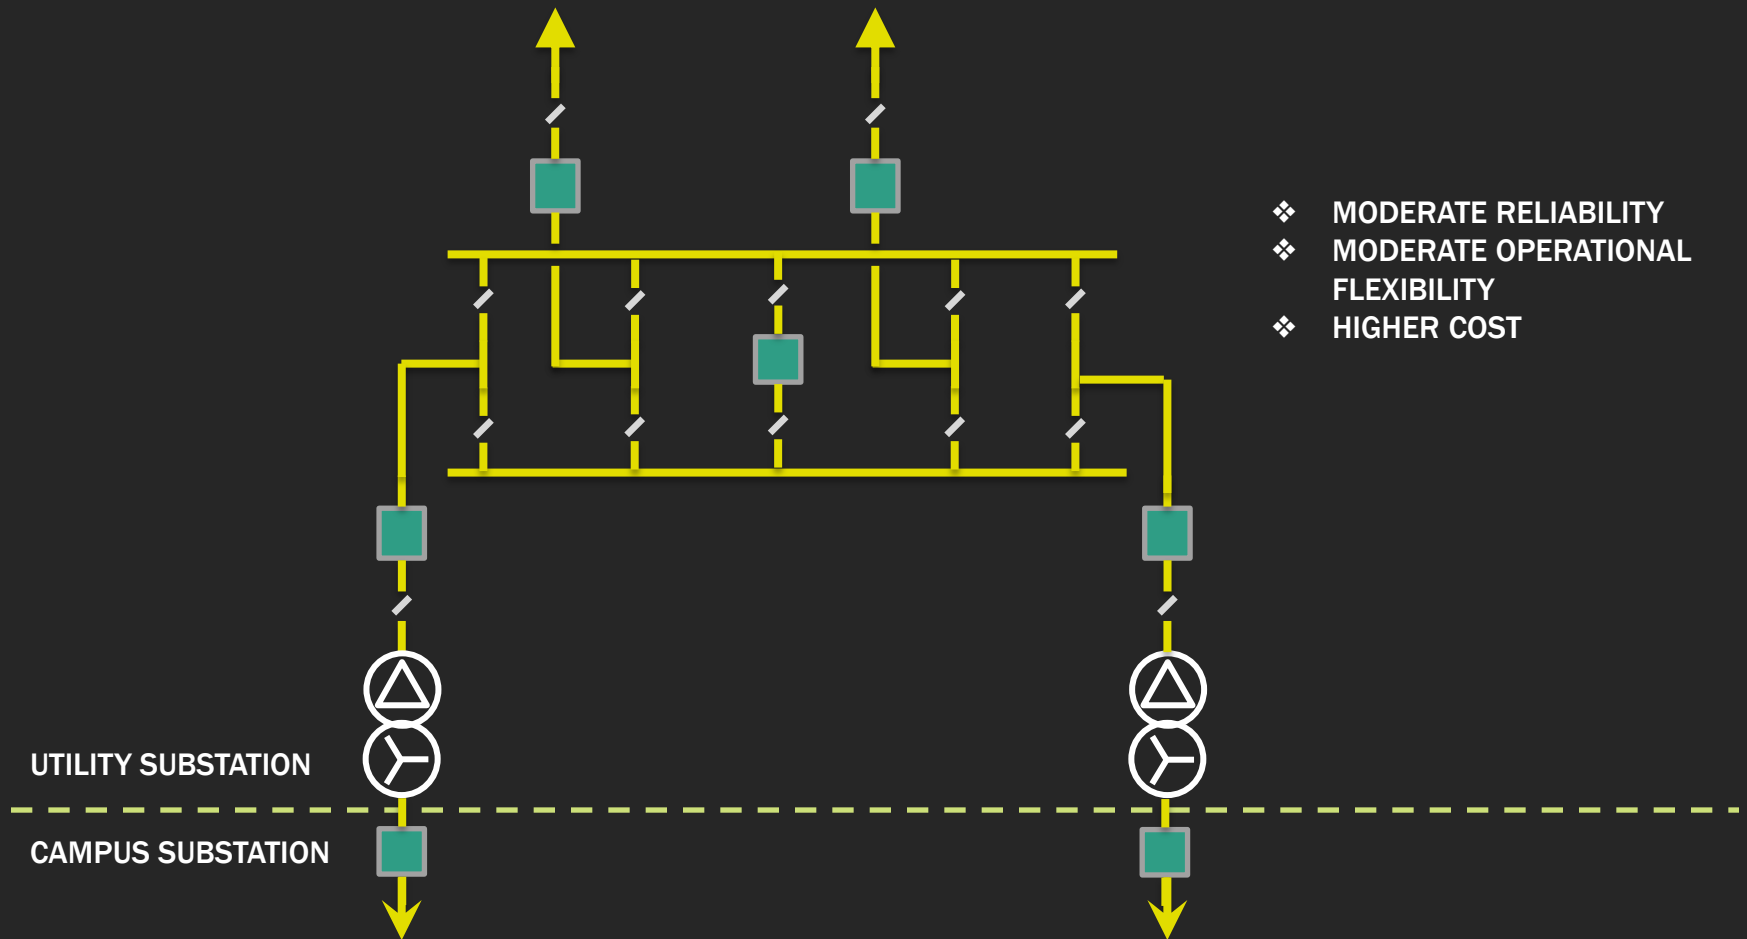 ❖ MODERATE RELIABILITY
❖ MODERATE OPERATIONAL
FLEXIBILITY
❖ HIGHER COST
UTILITY SUBSTATION
CAMPUS SUBSTATION